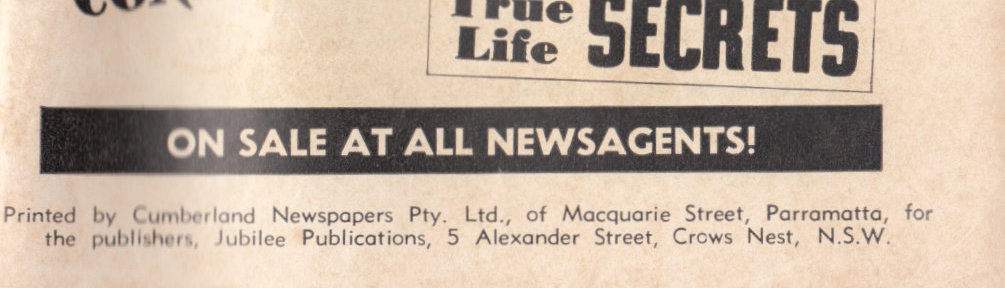 True
Life SECRETS
ON SALE AT ALL NEWSAGENTS!
Printed by Cumberland Newspapers Pty. Ltd., of Macquarie Street, Parramatta, for
the publishers, Jubilee Publications, 5 Alexander Street, Crows Nest, N.S.W.